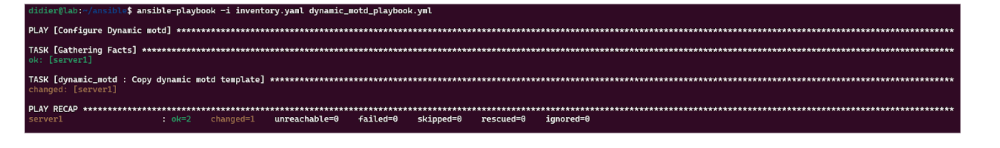 didier@lab:~/ansible$ ansible-playbook -i inventory.yaml dynamic_motd_playbook.yml
PLAY [Configure Dynamic motd] **********************************************************************************************************************************************************
TASK [Gathering Facts] *****************************************************************************************************************************************************************
ok: [server1]
TASK [dynamic_motd : Copy dynamic motd template] ***************************************************************************************************************************************
changed: [server1]
PLAY RECAP *****************************************************************************************************************************************************************************
server1 : ok=2 changed=1 unreachable=0 failed=0 skipped=0 rescued=0 ignored=0